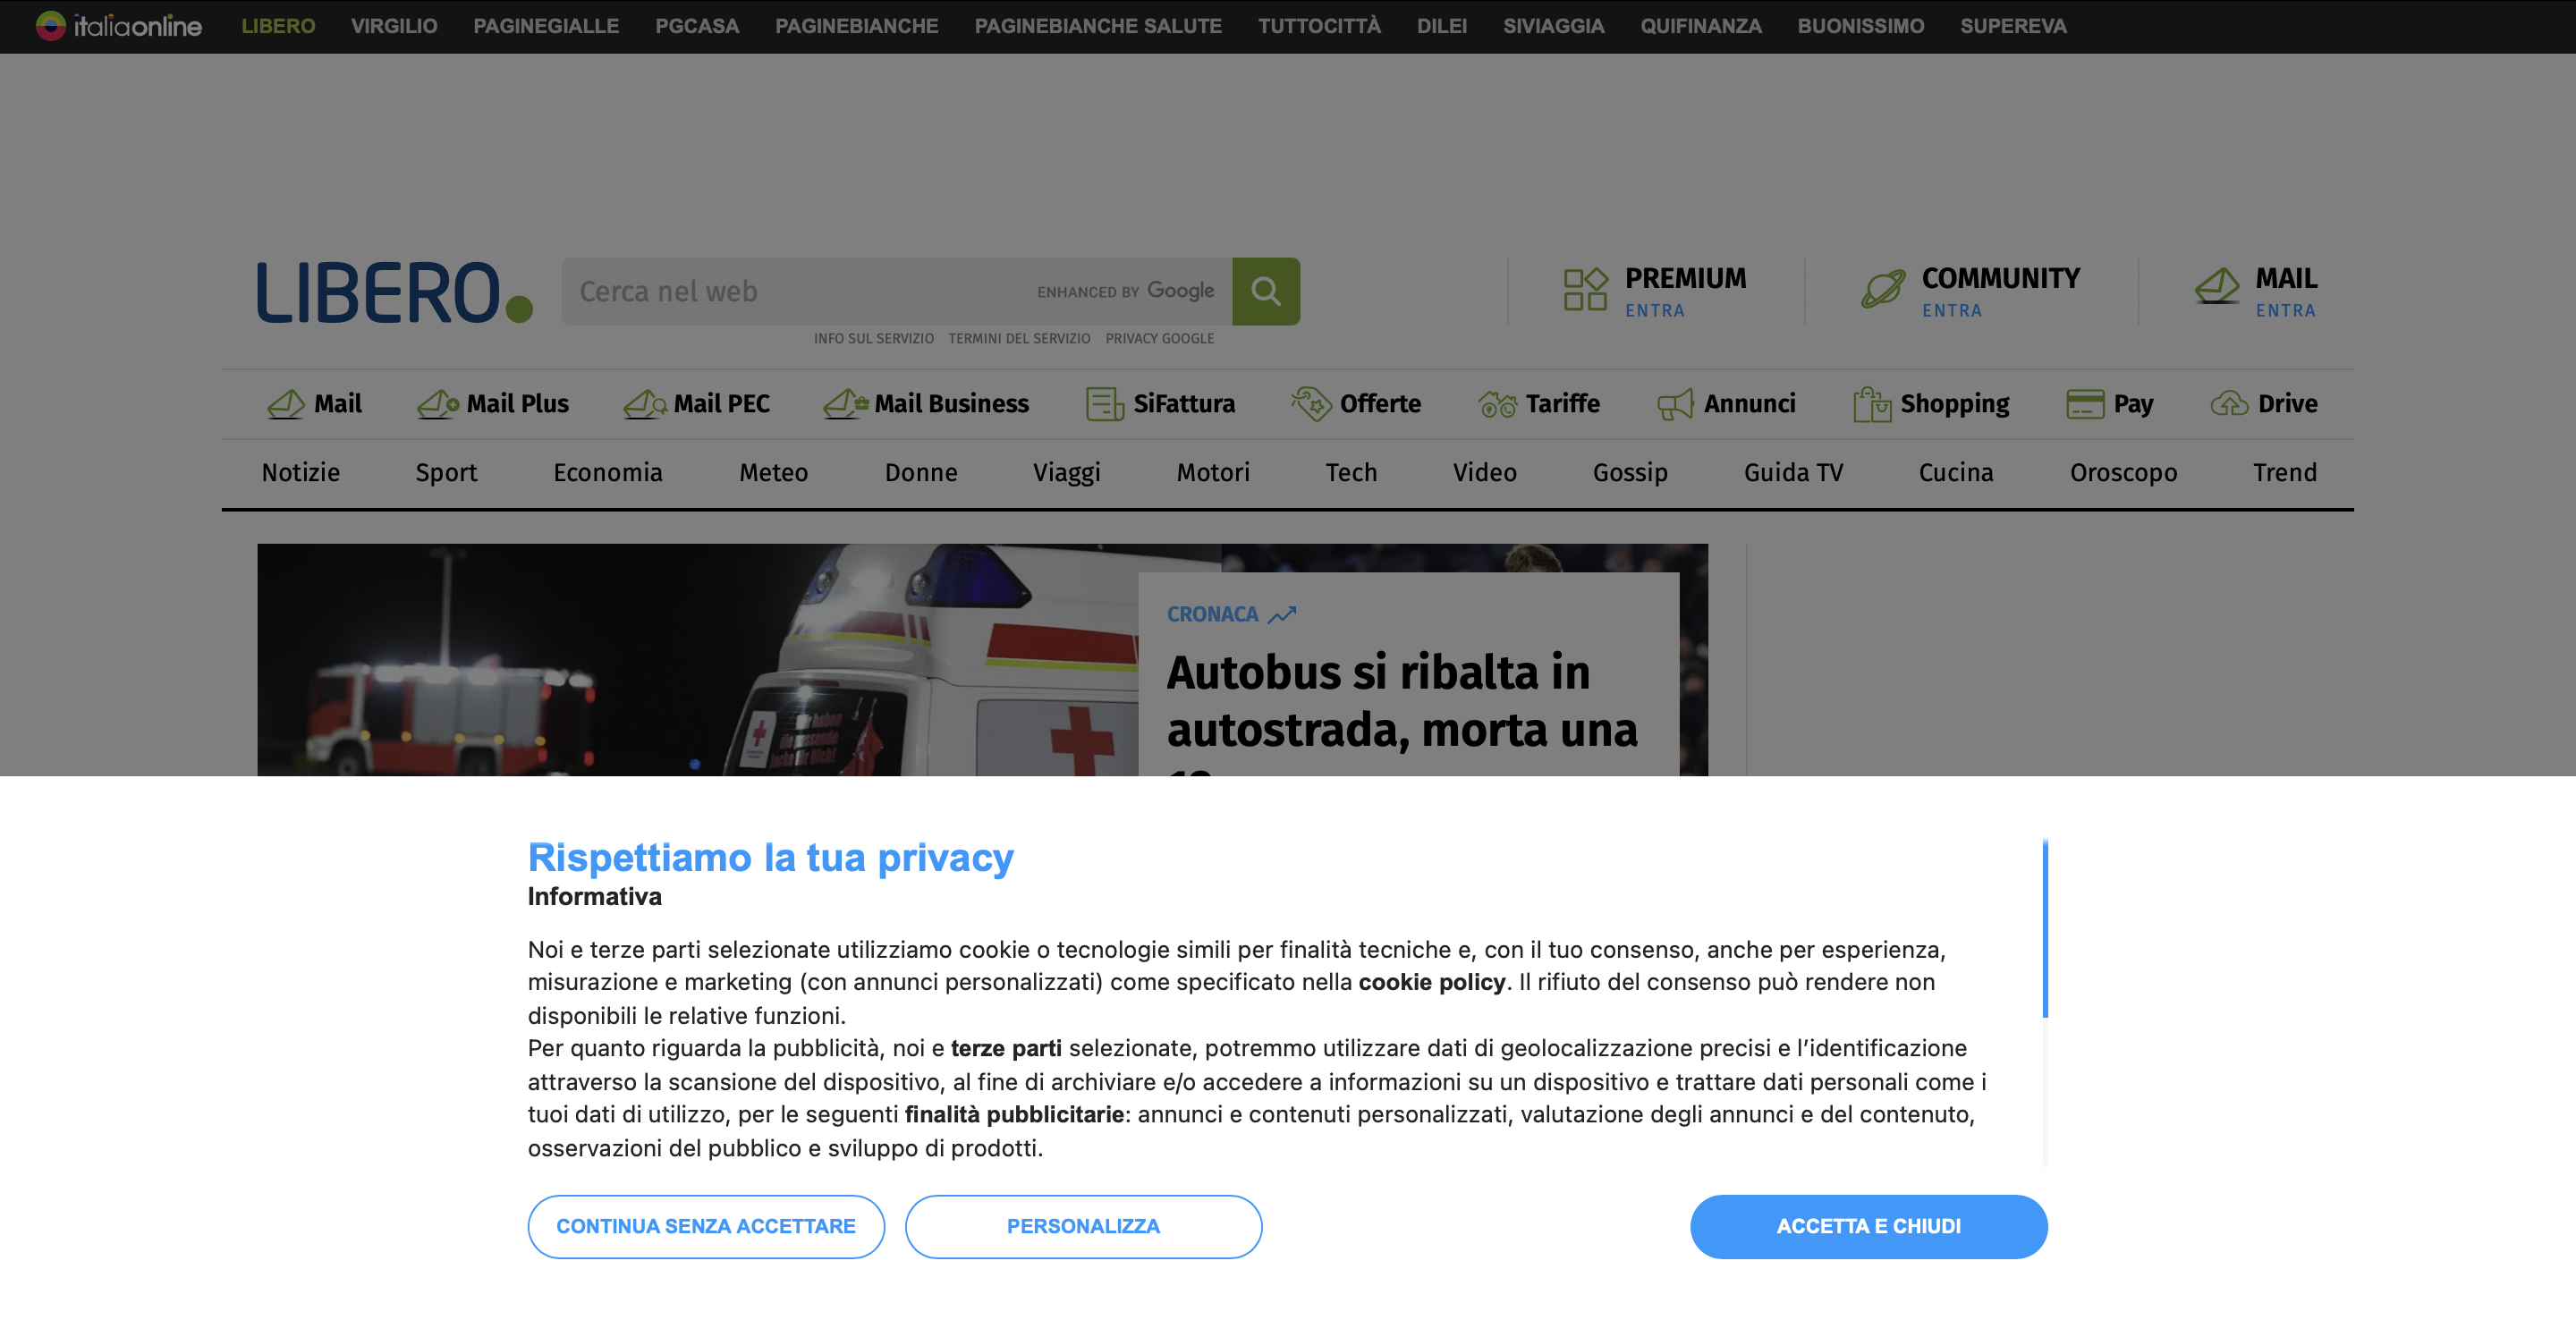 italiaonline LIBERO VIRGILIO PAGINEGIALLE PGCASA PAGINEBIANCHE PAGINEBIANCHE SALUTE TUTTOCITTÀ DILEI SIVIAGGIA QUIFINANZA BUONISSIMO SUPEREVA
LIBERO
Cerca nel web
ENHANCED BY Google
INFO SUL SERVIZIO TERMINI DEL SERVIZIO PRIVACY GOOGLE
PREMIUM
ENTRA
COMMUNITY
ENTRA
MAIL
ENTRA
Mail Mail Plus Mail PEC Mail Business SiFattura Offerte Tariffe Annunci Shopping Pay Drive
Notizie Sport Economia Meteo Donne Viaggi Motori Tech Video Gossip Guida TV Cucina Oroscopo Trend
CRONACA
Autobus si ribalta in
autostrada, morta una
Rispettiamo la tua privacy
Informativa
Noi e terze parti selezionate utilizziamo cookie o tecnologie simili per finalità tecniche e, con il tuo consenso, anche per esperienza,
misurazione e marketing (con annunci personalizzati) come specificato nella cookie policy. Il rifiuto del consenso può rendere non
disponibili le relative funzioni.
Per quanto riguarda la pubblicità, noi e terze parti selezionate, potremmo utilizzare dati di geolocalizzazione precisi e l'identificazione
attraverso la scansione del dispositivo, al fine di archiviare e/o accedere a informazioni su un dispositivo e trattare dati personali come i
tuoi dati di utilizzo, per le seguenti finalità pubblicitarie: annunci e contenuti personalizzati, valutazione degli annunci e del contenuto,
osservazioni del pubblico e sviluppo di prodotti.
CONTINUA SENZA ACCETTARE PERSONALIZZA ACCETTA E CHIUDI